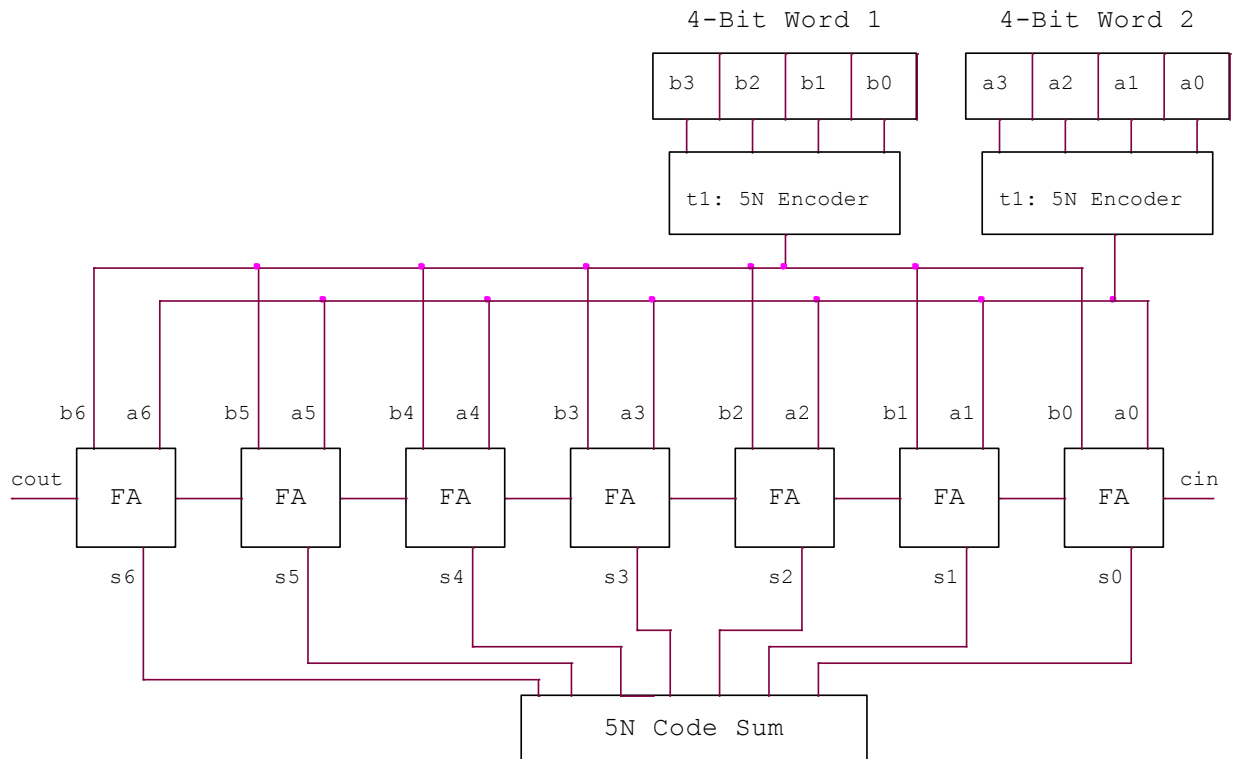 4-Bit Word 1 4-Bit Word 2
b3 b2 b1 b0 a3 a2 a1 a0
t1: 5N Encoder t1: 5N Encoder
b6 a6 b5 a5 b4 a4 b3 a3 b2 a2 b1 a1 b0 a0
cout FA FA FA FA FA FA FA cin
s6 s5 s4 s3 s2 s1 s0
5N Code Sum